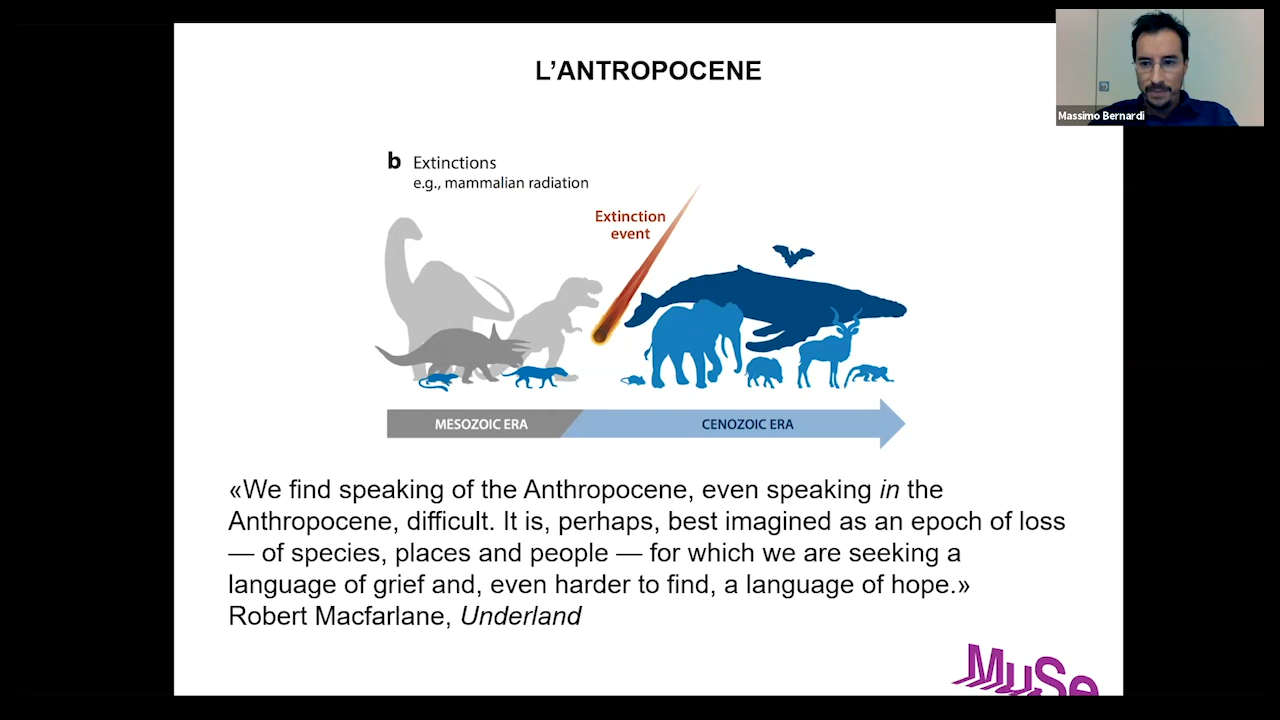 L'ANTROPOCENE
Massimo Bernardi
b Extinctions
e.g., mammalian radiation
Extinction
event
MESOZOIC ERA
CENOZOIC ERA
«We find speaking of the Anthropocene, even speaking in the
Anthropocene, difficult. It is, perhaps, best imagined as an epoch of loss
— of species, places and people — for which we are seeking a
language of grief and, even harder to find, a language of hope.»
Robert Macfarlane, Underland
MuSe